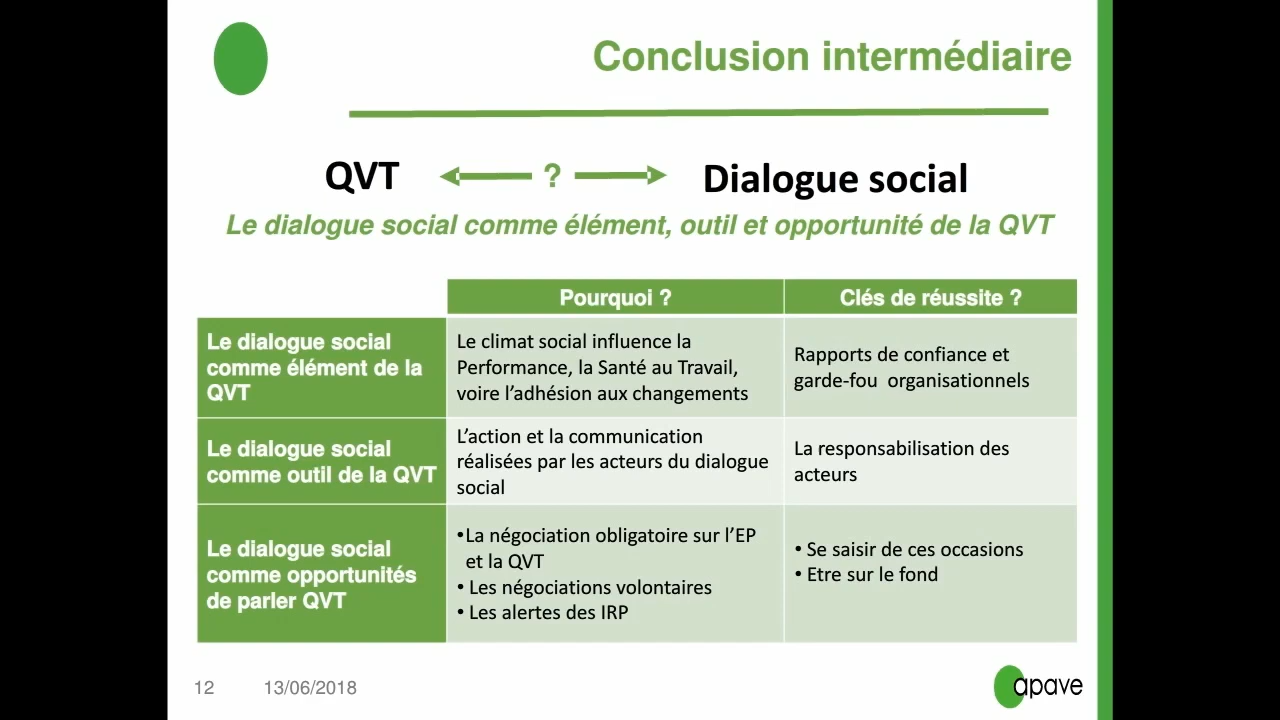 Conclusion intermédiaire
QVT ? Dialogue social
Le dialogue social comme élément, outil et opportunité de la QVT
Pourquoi ?
Clés de réussite ?
Le dialogue social
comme élément de la
QVT
Le climat social influence la
Performance, la Santé au Travail,
voire l’adhésion aux changements
Rapports de confiance et
garde-fou organisationnels
Le dialogue social
comme outil de la QVT
L’action et la communication
réalisées par les acteurs du dialogue
social
La responsabilisation des
acteurs
Le dialogue social
comme opportunités
de parler QVT
•La négociation obligatoire sur l’EP
et la QVT
• Les négociations volontaires
• Les alertes des IRP
• Se saisir de ces occasions
• Etre sur le fond
12 13/06/2018
apave